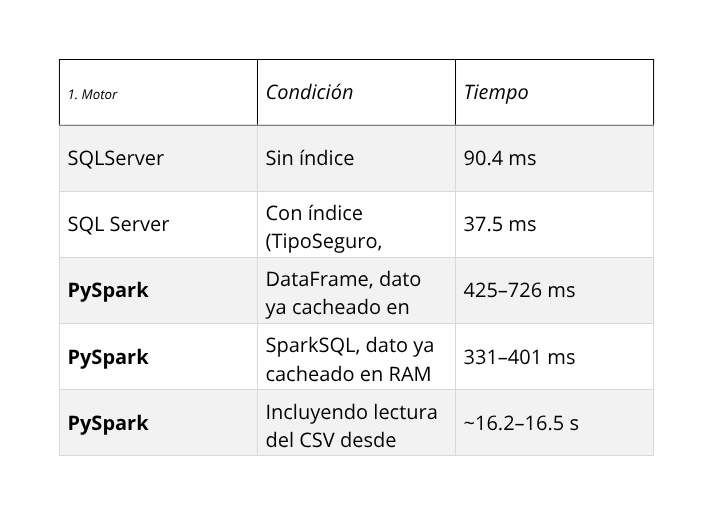 1. Motor
Condición
Tiempo
SQLServer
Sin índice
90.4 ms
SQL Server
Con índice
(TipoSeguro,
37.5 ms
PySpark
DataFrame, dato
ya cacheado en
425–726 ms
PySpark
SparkSQL, dato ya
cacheado en RAM
331–401 ms
PySpark
Incluyendo lectura
del CSV desde
~16.2–16.5 s